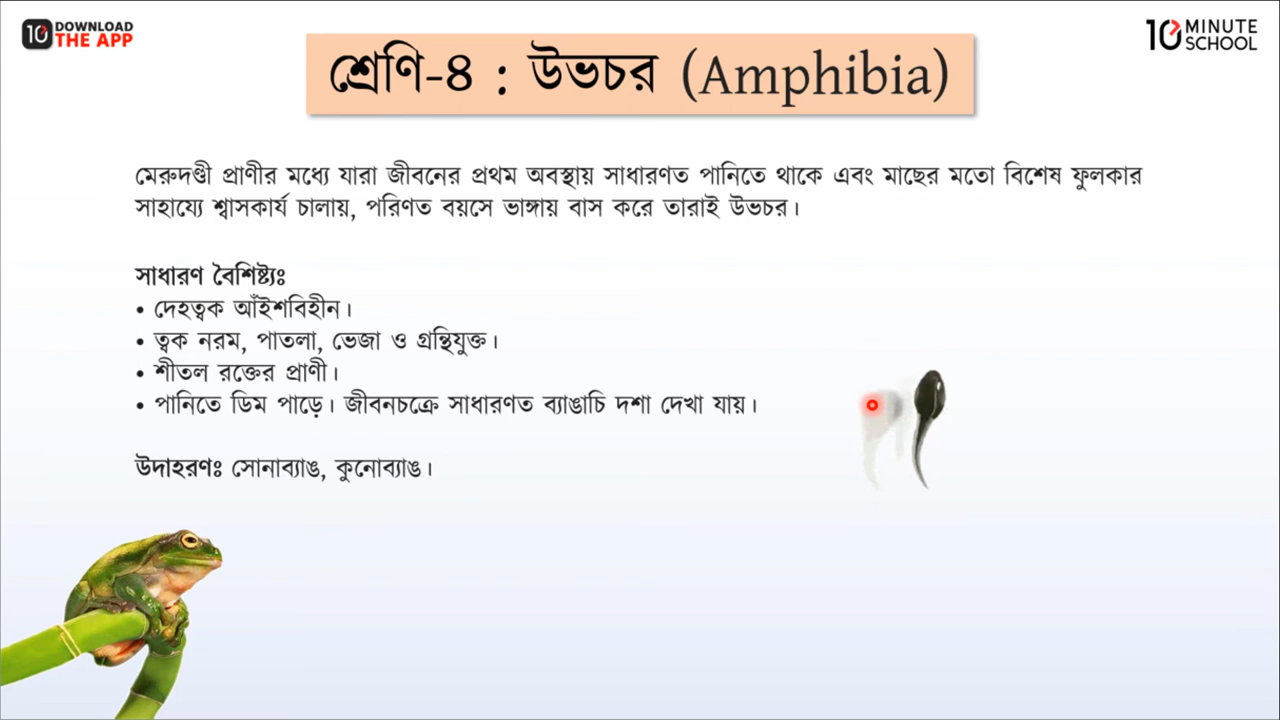 10 DOWNLOAD
THE APP
10 MINUTE
SCHOOL
শ্রেণি-৪ : উভচর (Amphibia)
মেরুদণ্ডী প্রাণীর মধ্যে যারা জীবনের প্রথম অবস্থায় সাধারণত পানিতে থাকে এবং মাছের মতো বিশেষ ফুলকার
সাহায্যে শ্বাসকার্য চালায়, পরিণত বয়সে ডাঙ্গায় বাস করে তারাই উভচর।
সাধারণ বৈশিষ্ট্যঃ
• দেহত্বক আঁইশবিহীন।
• ত্বক নরম, পাতলা, ভেজা ও গ্রন্থিযুক্ত।
• শীতল রক্তের প্রাণী।
• পানিতে ডিম পাড়ে। জীবনচক্রে সাধারণত ব্যাঙাচি দশা দেখা যায়।
উদাহরণঃ সোনাব্যাঙ, কুনোব্যাঙ।